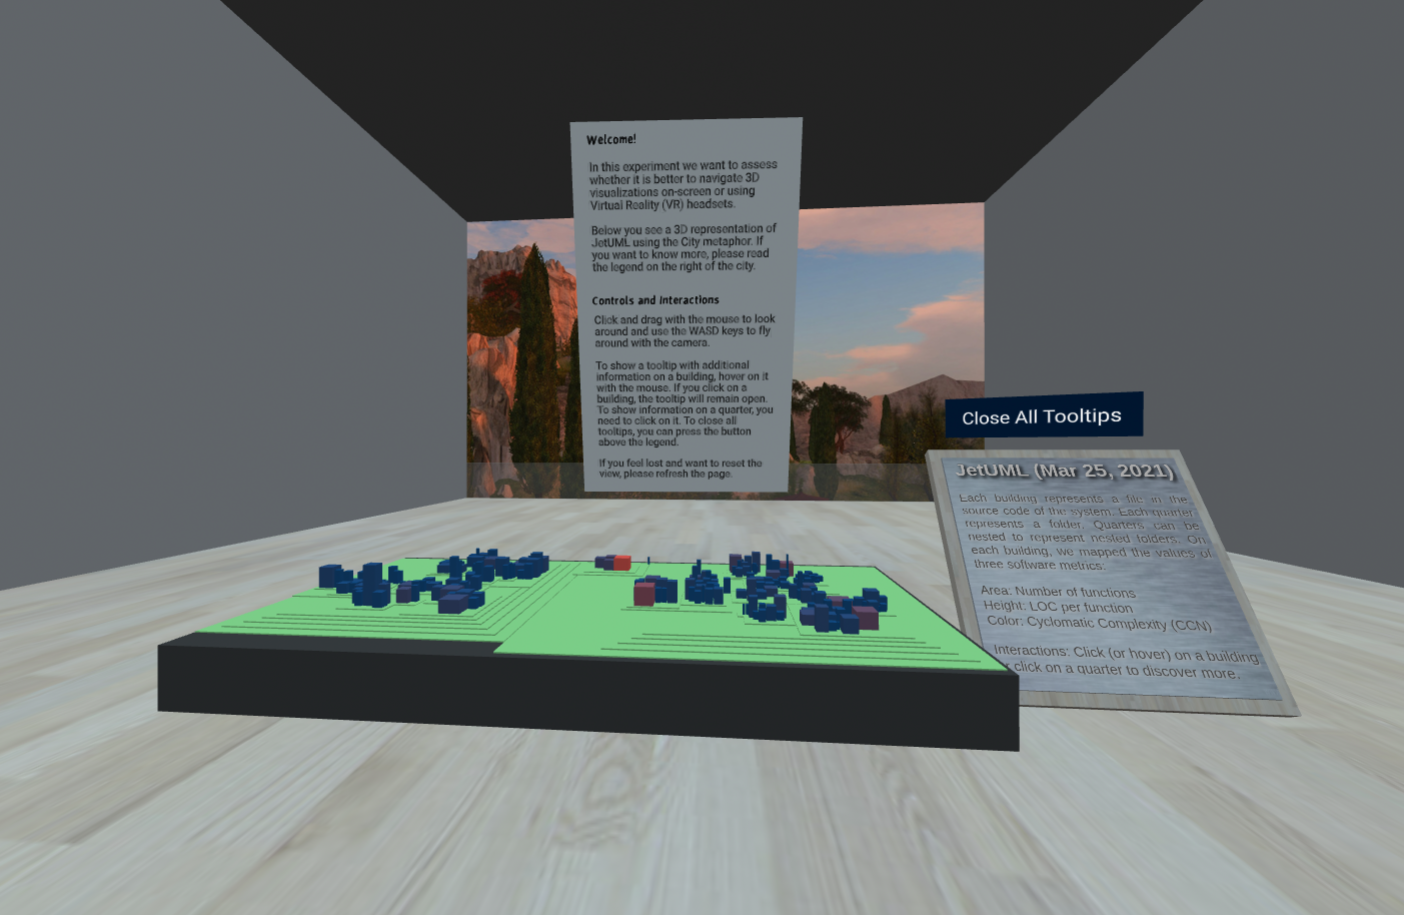 Welcome!
In this experiment we want to assess
whether it is better to navigate 3D
visualizations on-screen or using
Virtual Reality (VR) headsets.
Below you see a 3D representation of
JetUML using the City metaphor. If
you want to know more, please read
the legend on the right of the city.
Controls and Interactions
Click and drag with the mouse to look
around and use the WASD keys to fly
around with the camera.
To show a tooltip with additional
information on a building, hover on it
with the mouse. If you click on a
building, the tooltip will remain open.
To show information on a quarter, you
need to click on it. To close all
tooltips, you can press the button
above the legend.
If you feel lost and want to reset the
view, please refresh the page.
Close All Tooltips
JetUML (Mar 25, 2021)
Each building represents a file in the
source code of the system. Each quarter
represents a folder. Quarters can be
nested to represent nested folders. On
each building, we mapped the values of
three software metrics:
Area: Number of functions
Height: LOC per function
Color: Cyclomatic Complexity (CCN)
Interactions: Click (or hover) on a building
r click on a quarter to discover more.